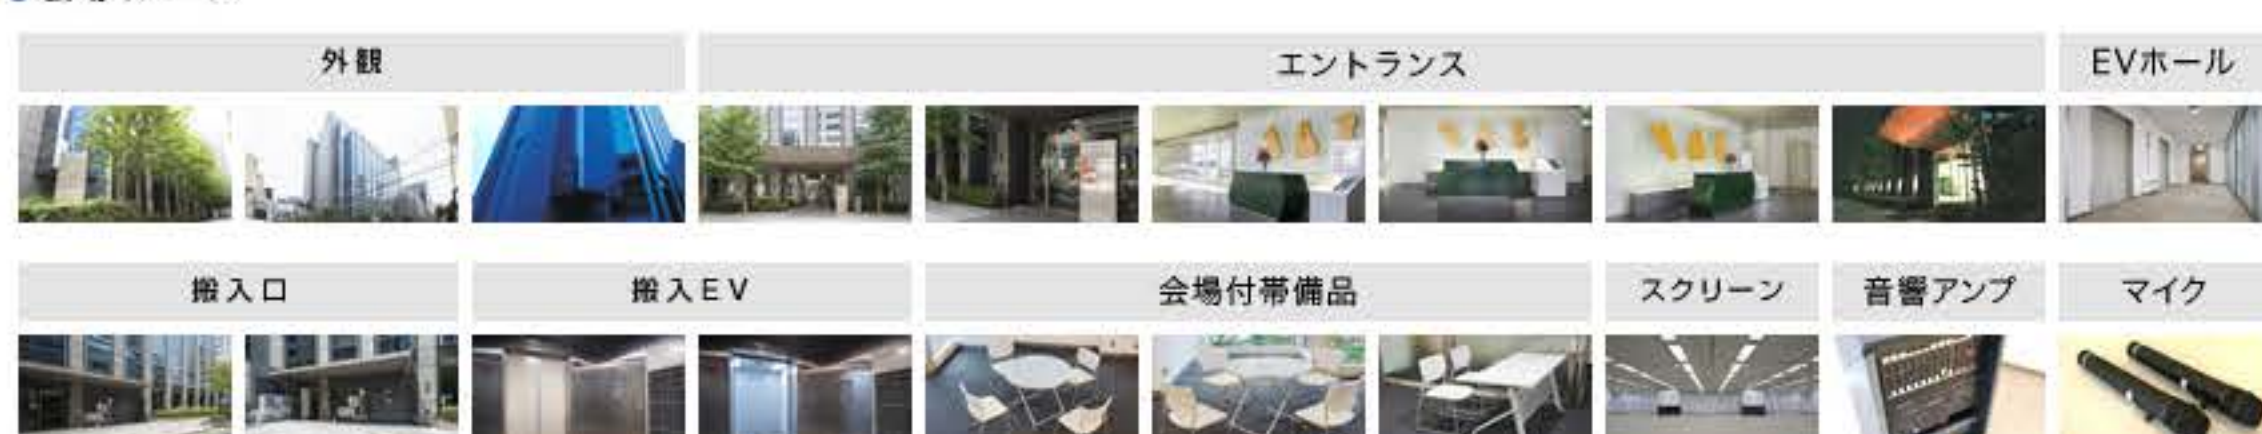 外観
エントランス
EVホール
搬入口
搬入EV
会場付帯備品
スクリーン
音響アンプ
マイク